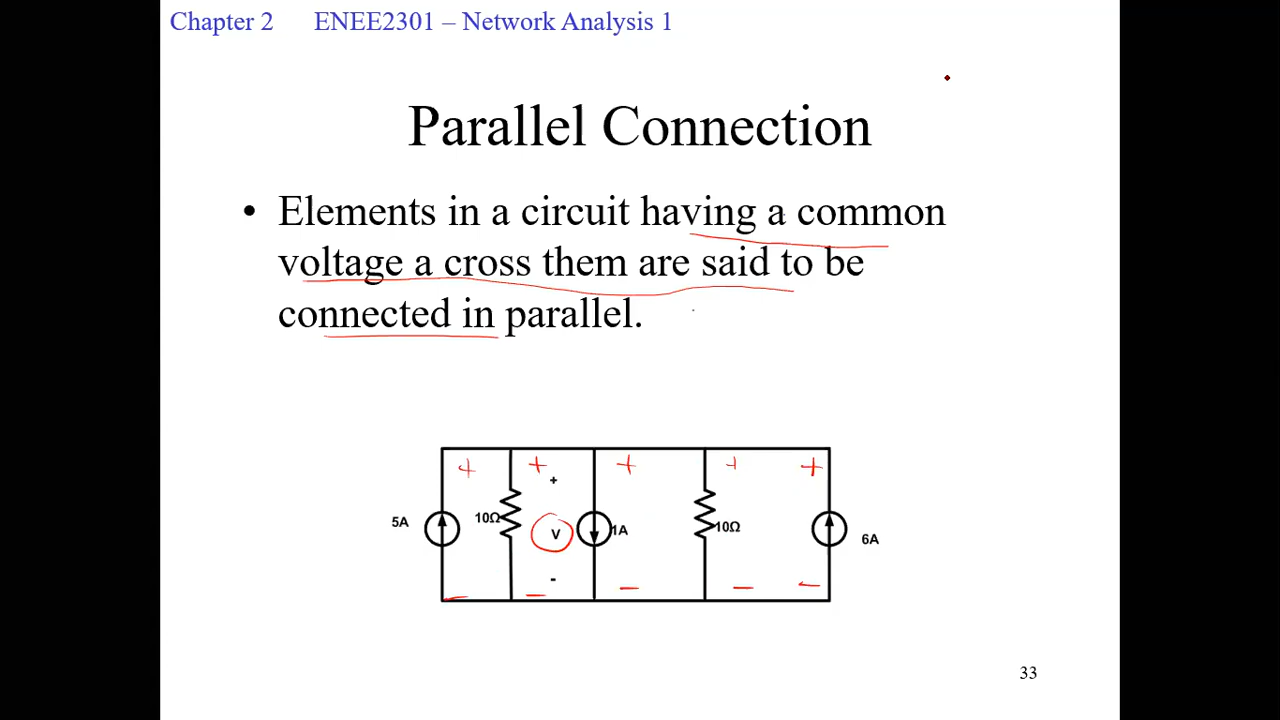 Chapter 2 ENEE2301 – Network Analysis 1
Parallel Connection
• Elements in a circuit having a common
voltage a cross them are said to be
connected in parallel.
+ + + + +
+
5A 10Ω V 1A 10Ω 6A
-
− − − − −
33